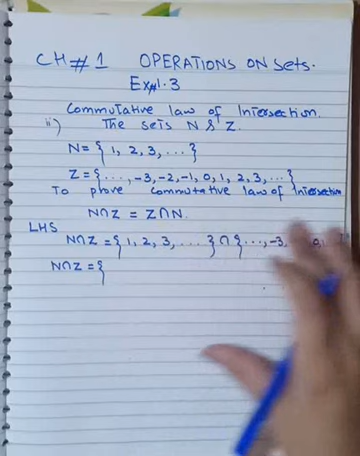 CH#1 OPERATIONS ON Sets.
Ex#1.3
Commutative law of Intersection.
ii) The sets N & Z.
N = { 1, 2, 3, ... }
Z = { ..., -3, -2, -1, 0, 1, 2, 3, ... }
To prove commutative law of Intersection
N∩Z = Z∩N.
LHS
N∩Z = { 1, 2, 3, .... } ∩ { ..., -3, 0,
N∩Z = {